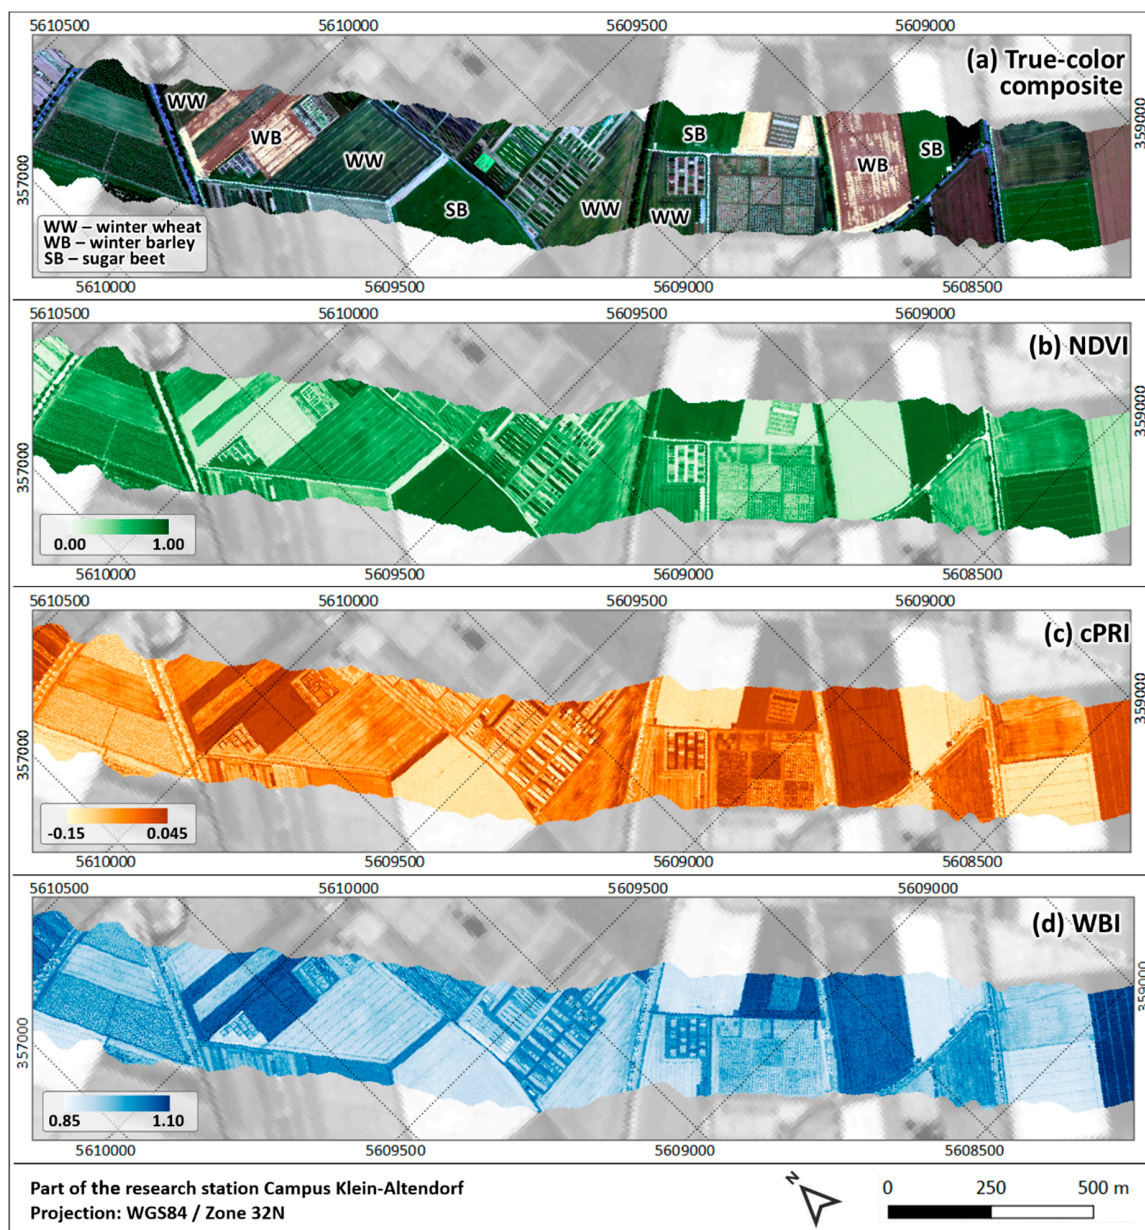 5610500 5610000 5609500 5609000
(a) True-color
composite
WW
WB
WW
SB
SB
WB
SB
WW
WW
357000
359000
WW – winter wheat
WB – winter barley
SB – sugar beet
5610000 5609500 5609000 5608500
5610000 5609500 5609000
(b) NDVI
357000
359000
0.00 1.00
5610000 5609500 5609000 5608500
5610500 5610000 5609500 5609000
(c) cPRI
357000
359000
-0.15 0.045
5610000 5609500 5609000 5608500
5610500 5610000 5609500 5609000
(d) WBI
357000
359000
0.85 1.10
5610000 5609500 5609000 5608500
Part of the research station Campus Klein-Altendorf
Projection: WGS84 / Zone 32N
N
0 250 500 m